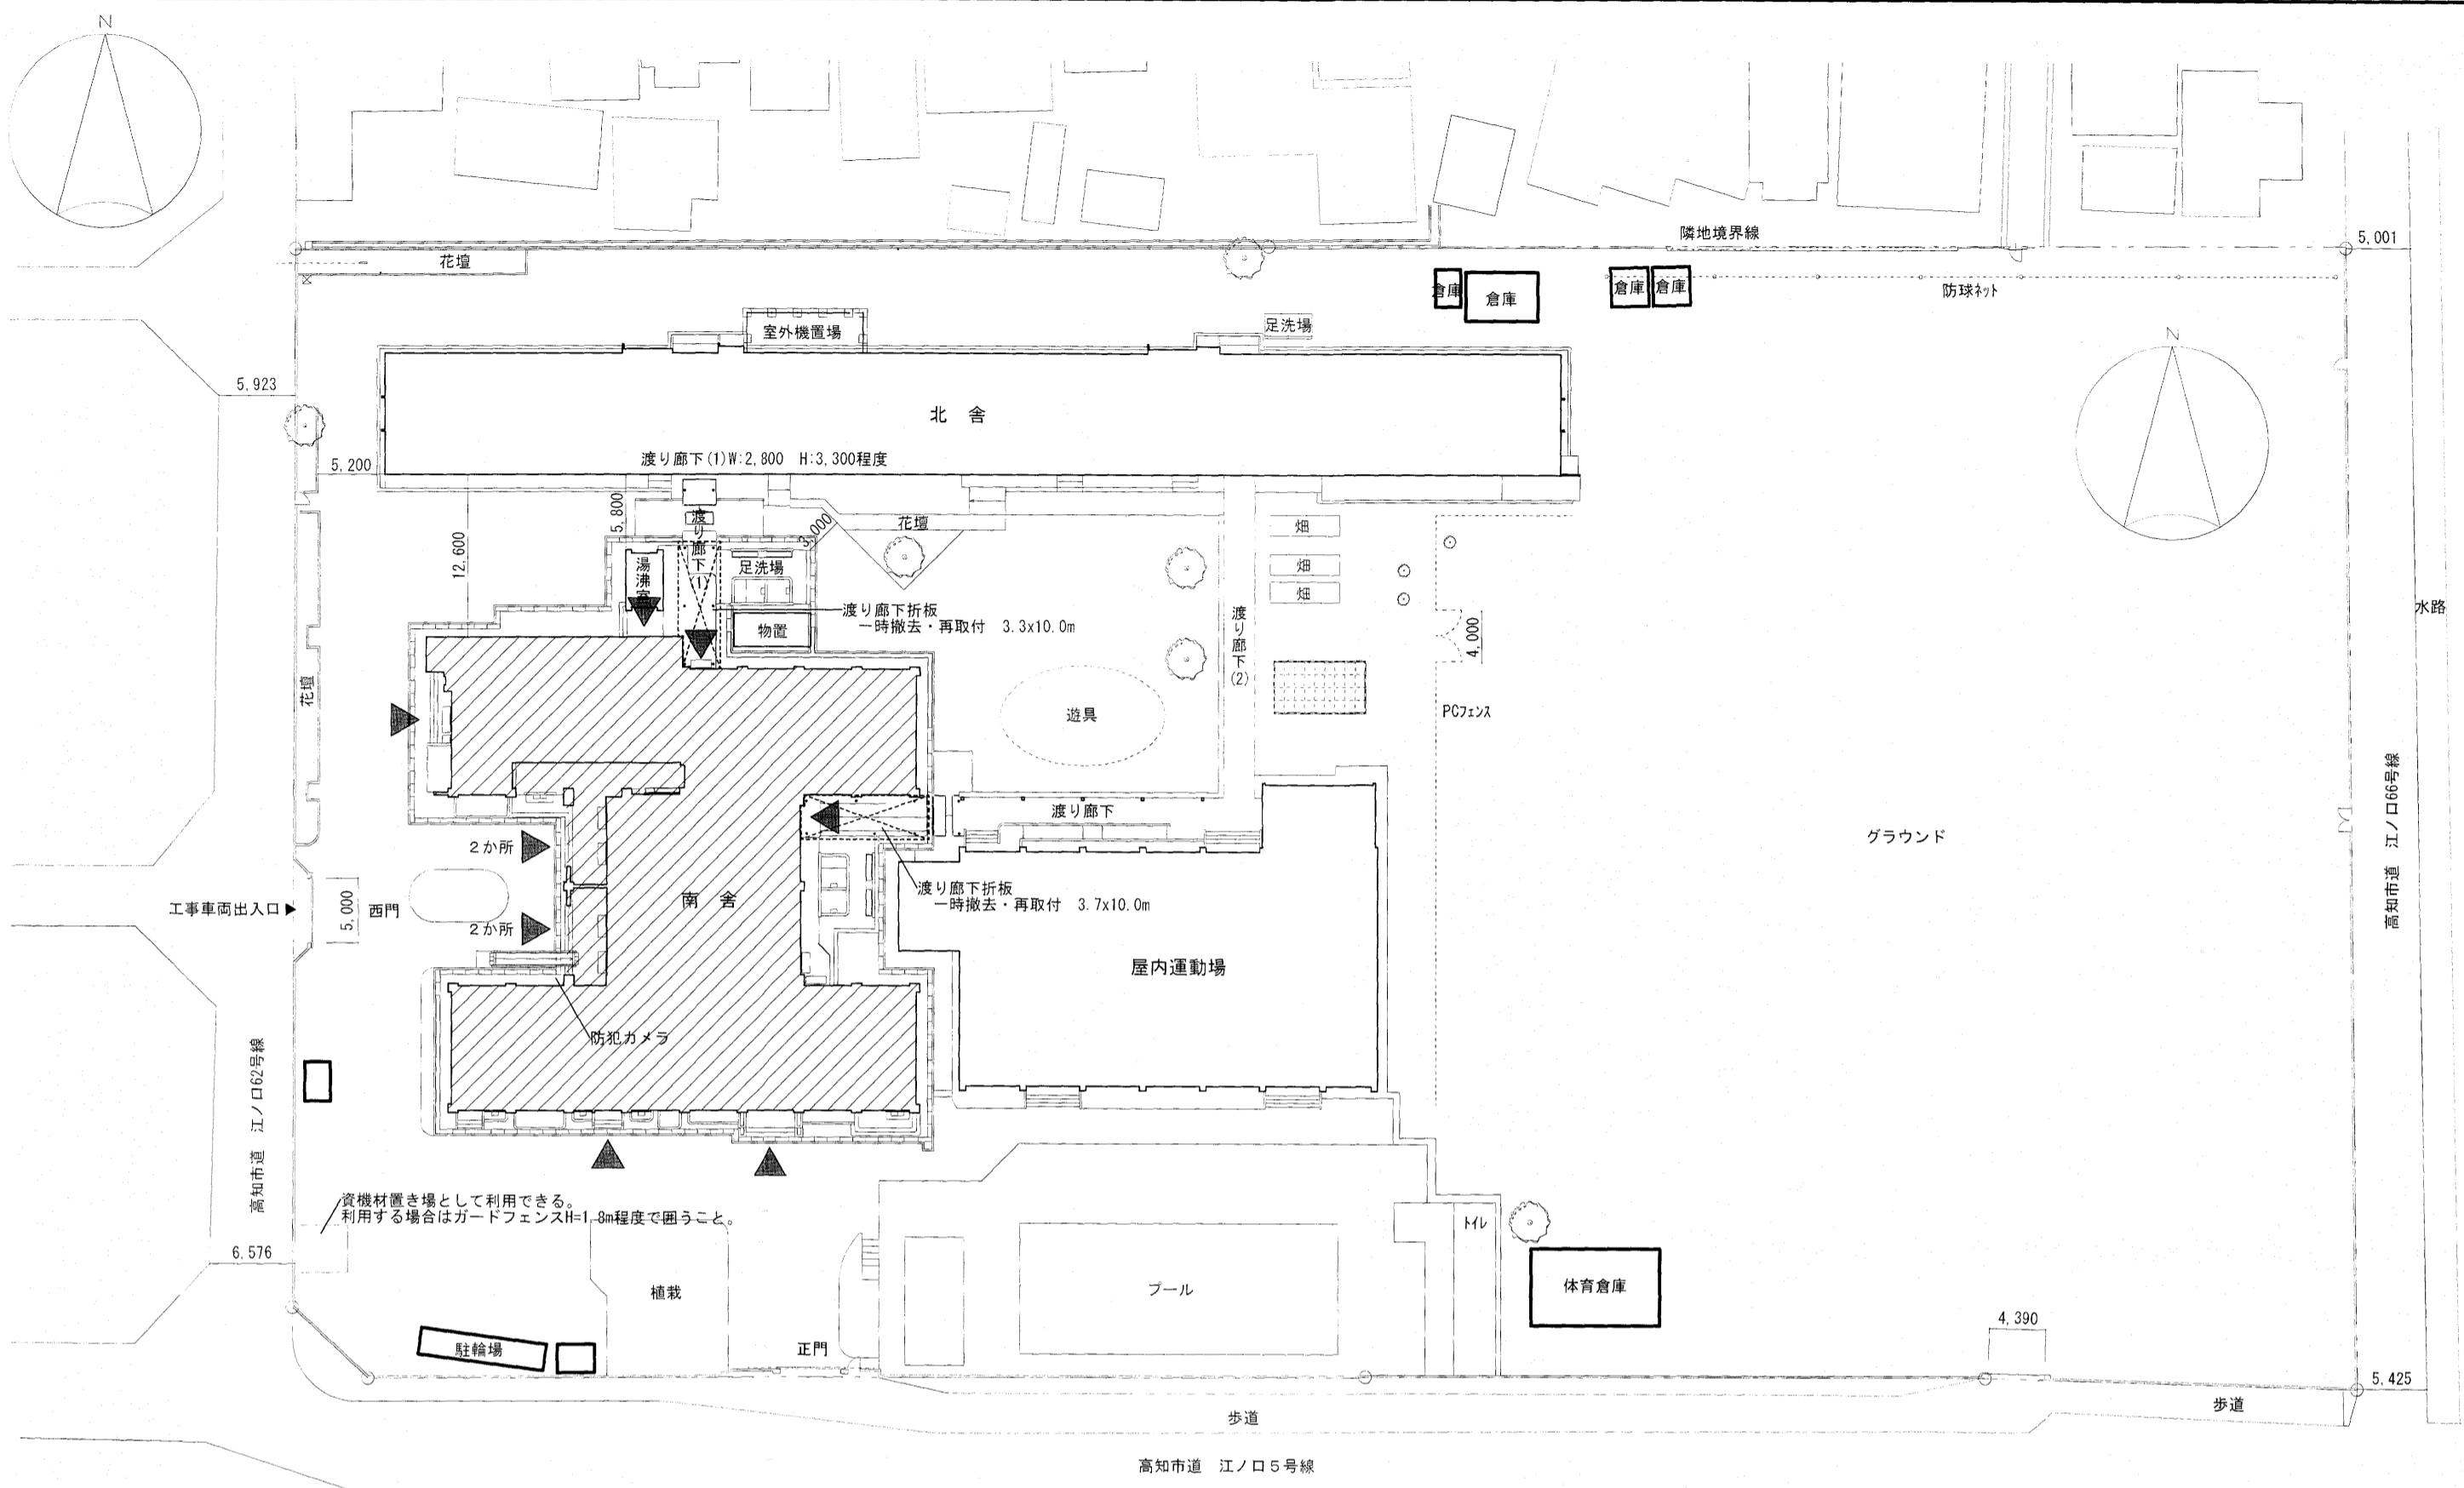 N
隣地境界線
5,001
花壇
倉庫
倉庫
倉庫
倉庫
防球ネット
室外機置場
足洗場
N
5,923
北　舎
5,200
渡り廊下(1)W:2,800　H:3,300程度
5,800
渡り廊下(1)
3,000
花壇
畑
12,600
湯沸室
足洗場
畑
畑
渡り廊下折板
一時撤去・再取付　3.3x10.0m
物置
渡り廊下(2)
4,000
水路
花壇
遊具
PCフェンス
渡り廊下
高知市道　江ノ口66号線
グラウンド
２か所
渡り廊下折板
一時撤去・再取付　3.7x10.0m
南　舎
工事車両出入口▶
5,000
西門
２か所
屋内運動場
防犯カメラ
高知市道　江ノ口62号線
資機材置き場として利用できる。
利用する場合はガードフェンスH=1.8m程度で囲うこと。
トイレ
6,576
植栽
プール
体育倉庫
4,390
駐輪場
正門
5,425
歩道
歩道
高知市道　江ノ口５号線